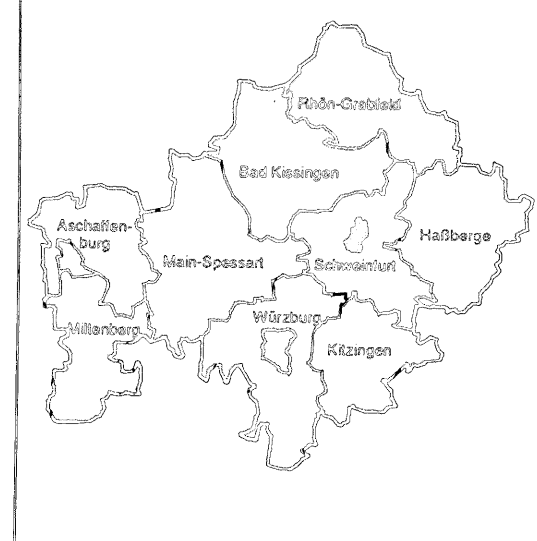 Rhön-Grabfeld
Bad Kissingen
Aschaffen-
burg
Haßberge
Main-Spessart
Schweinfurt
Würzburg
Miltenberg
Kitzingen